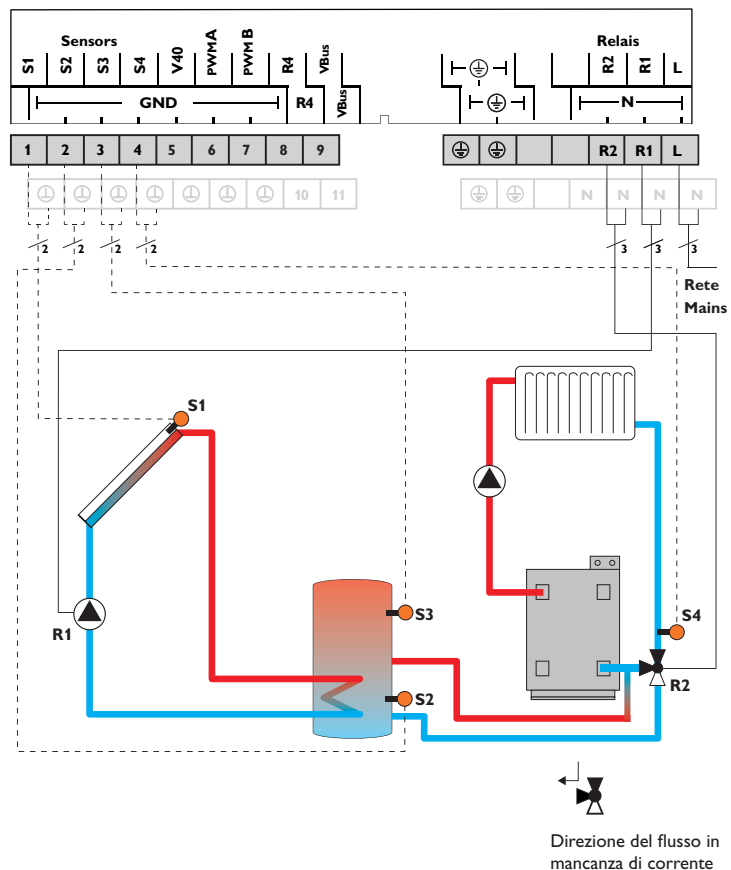 Sensors
Relais
S1 S2 S3 S4 V40 PWMA PWM B R4 VBus
R2 R1 L
GND R4 VBus
N
1 2 3 4 5 6 7 8 9
R2 R1 L
10 11
N N N N
2 2 2 2
3 3 3
Rete
Mains
S1
S3
S4
R1
R2
S2
Direzione del flusso in
mancanza di corrente